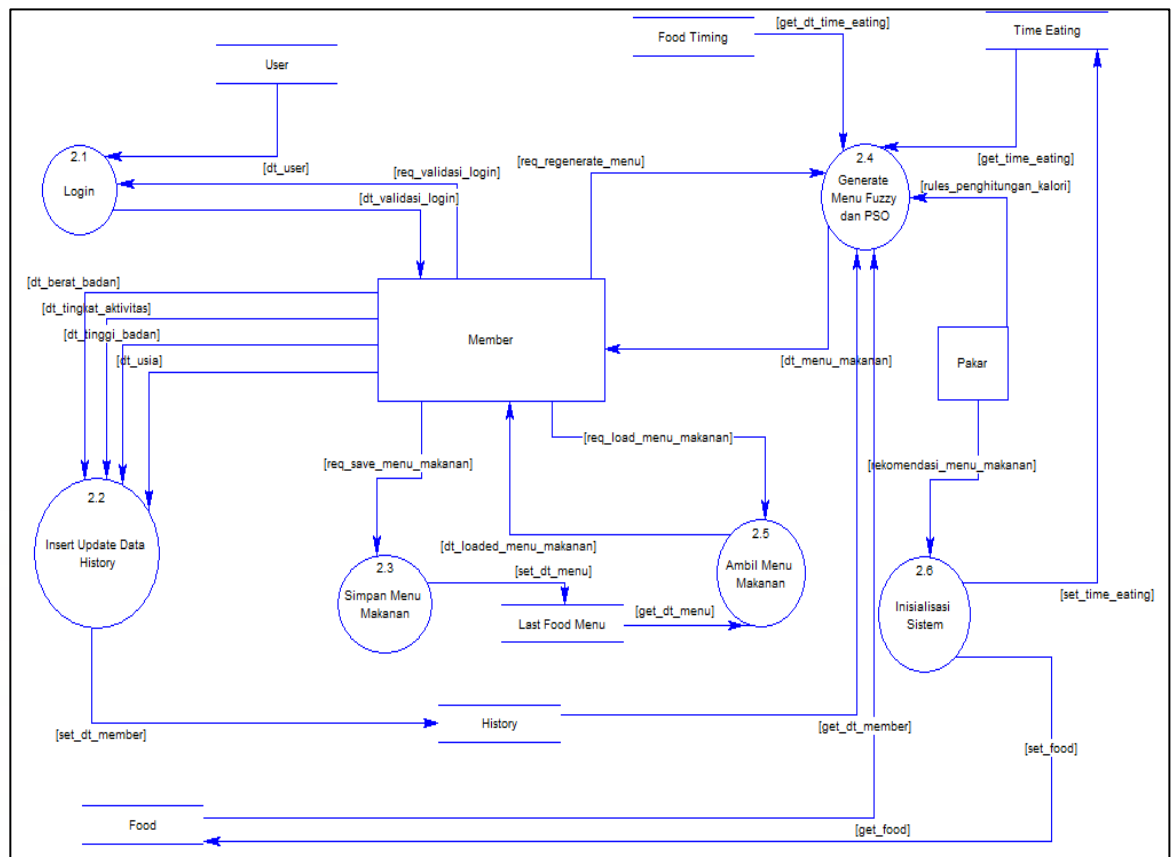 [get_dt_time_eating]
Food Timing
Time Eating
User
2.1
Login
[dt_user]
[req_validasi_login]
[dt_validasi_login]
[req_regenerate_menu]
2.4
Generate
Menu Fuzzy
dan PSO
[get_time_eating]
[rules_penghitungan_kalori]
[dt_berat_badan]
[dt_tingkat_aktivitas]
[dt_tinggi_badan]
[dt_usia]
Member
[dt_menu_makanan]
Pakar
[req_save_menu_makanan]
[req_load_menu_makanan]
[rekomendasi_menu_makanan]
2.2
Insert Update Data
History
2.3
Simpan Menu
Makanan
[dt_loaded_menu_makanan]
[set_dt_menu]
Last Food Menu
[get_dt_menu]
2.5
Ambil Menu
Makanan
2.6
Inisialisasi
Sistem
[set_time_eating]
[set_dt_member]
History
[get_dt_member]
[set_food]
Food
[get_food]